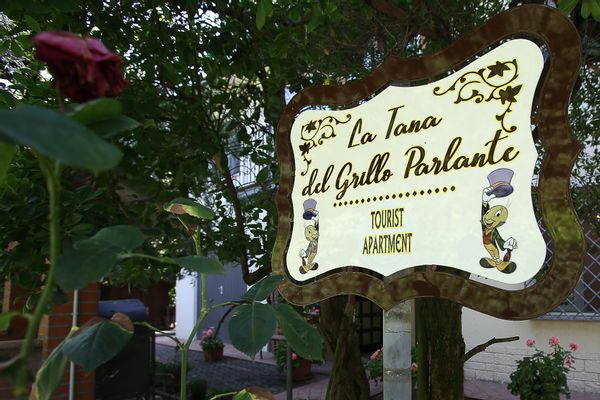 La Tana
del Grillo Parlante
TOURIST
APARTMENT